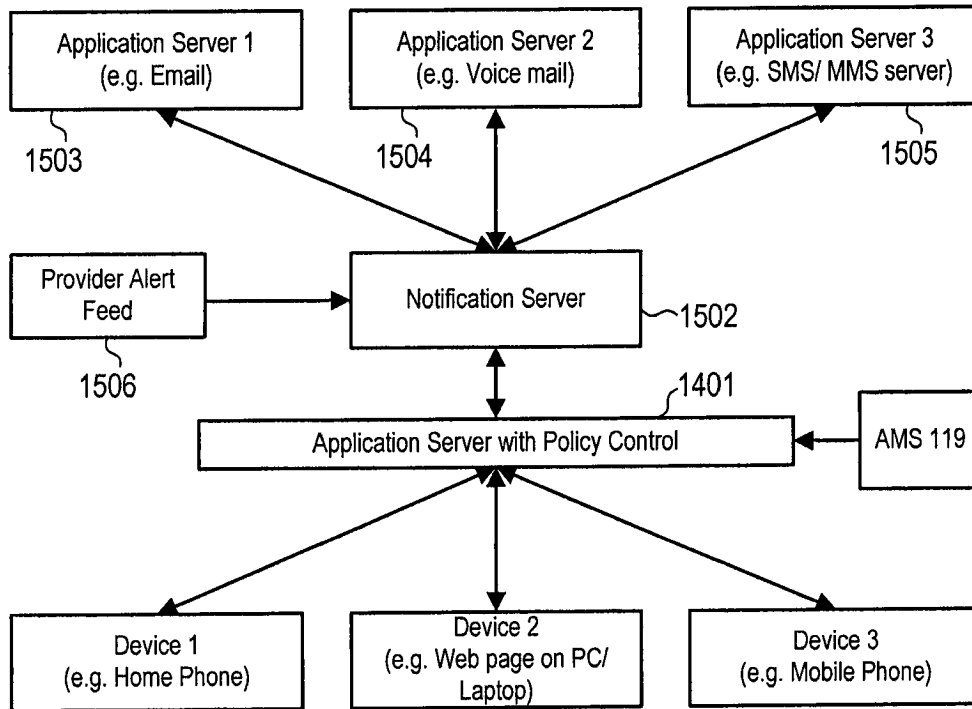 Application Server 1
(e.g. Email)
Application Server 2
(e.g. Voice mail)
Application Server 3
(e.g. SMS/ MMS server)
1503
1504
1505
Provider Alert
Feed
Notification Server
1502
1506
1401
Application Server with Policy Control
AMS 119
Device 1
(e.g. Home Phone)
Device 2
(e.g. Web page on PC/
Laptop)
Device 3
(e.g. Mobile Phone)